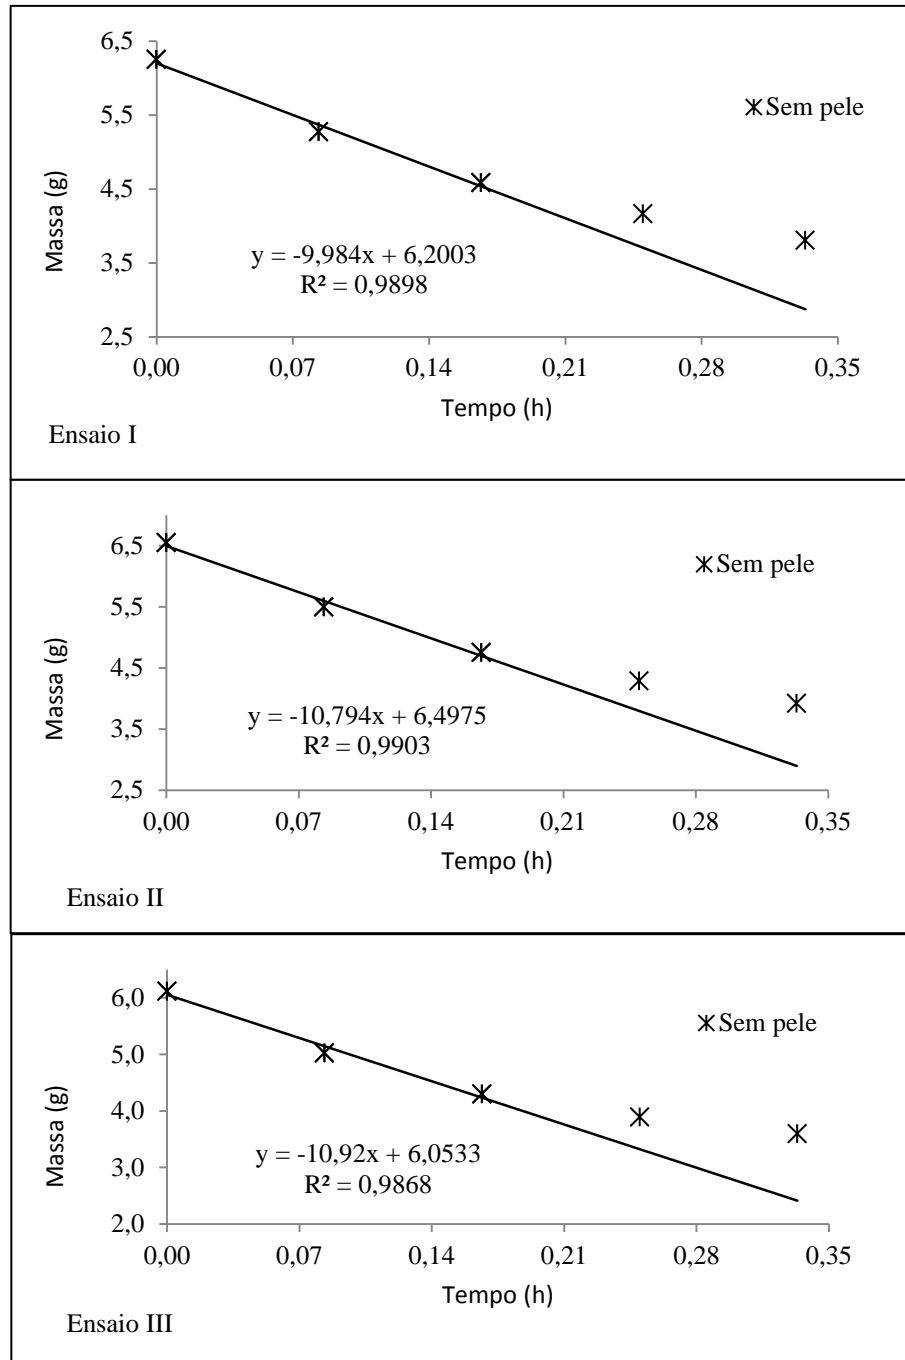 6,5
Sem pele
5,5
Massa (g)
4,5
y = -9,984x + 6,2003
3,5
R² = 0,9898
2,5
0,00 0,07 0,14 0,21 0,28 0,35
Tempo (h)
Ensaio I
6,5
Sem pele
5,5
Massa (g)
4,5
y = -10,794x + 6,4975
3,5
R² = 0,9903
2,5
0,00 0,07 0,14 0,21 0,28 0,35
Tempo (h)
Ensaio II
6,0
Sem pele
5,0
Massa (g)
4,0
y = -10,92x + 6,0533
3,0
R² = 0,9868
2,0
0,00 0,07 0,14 0,21 0,28 0,35
Tempo (h)
Ensaio III